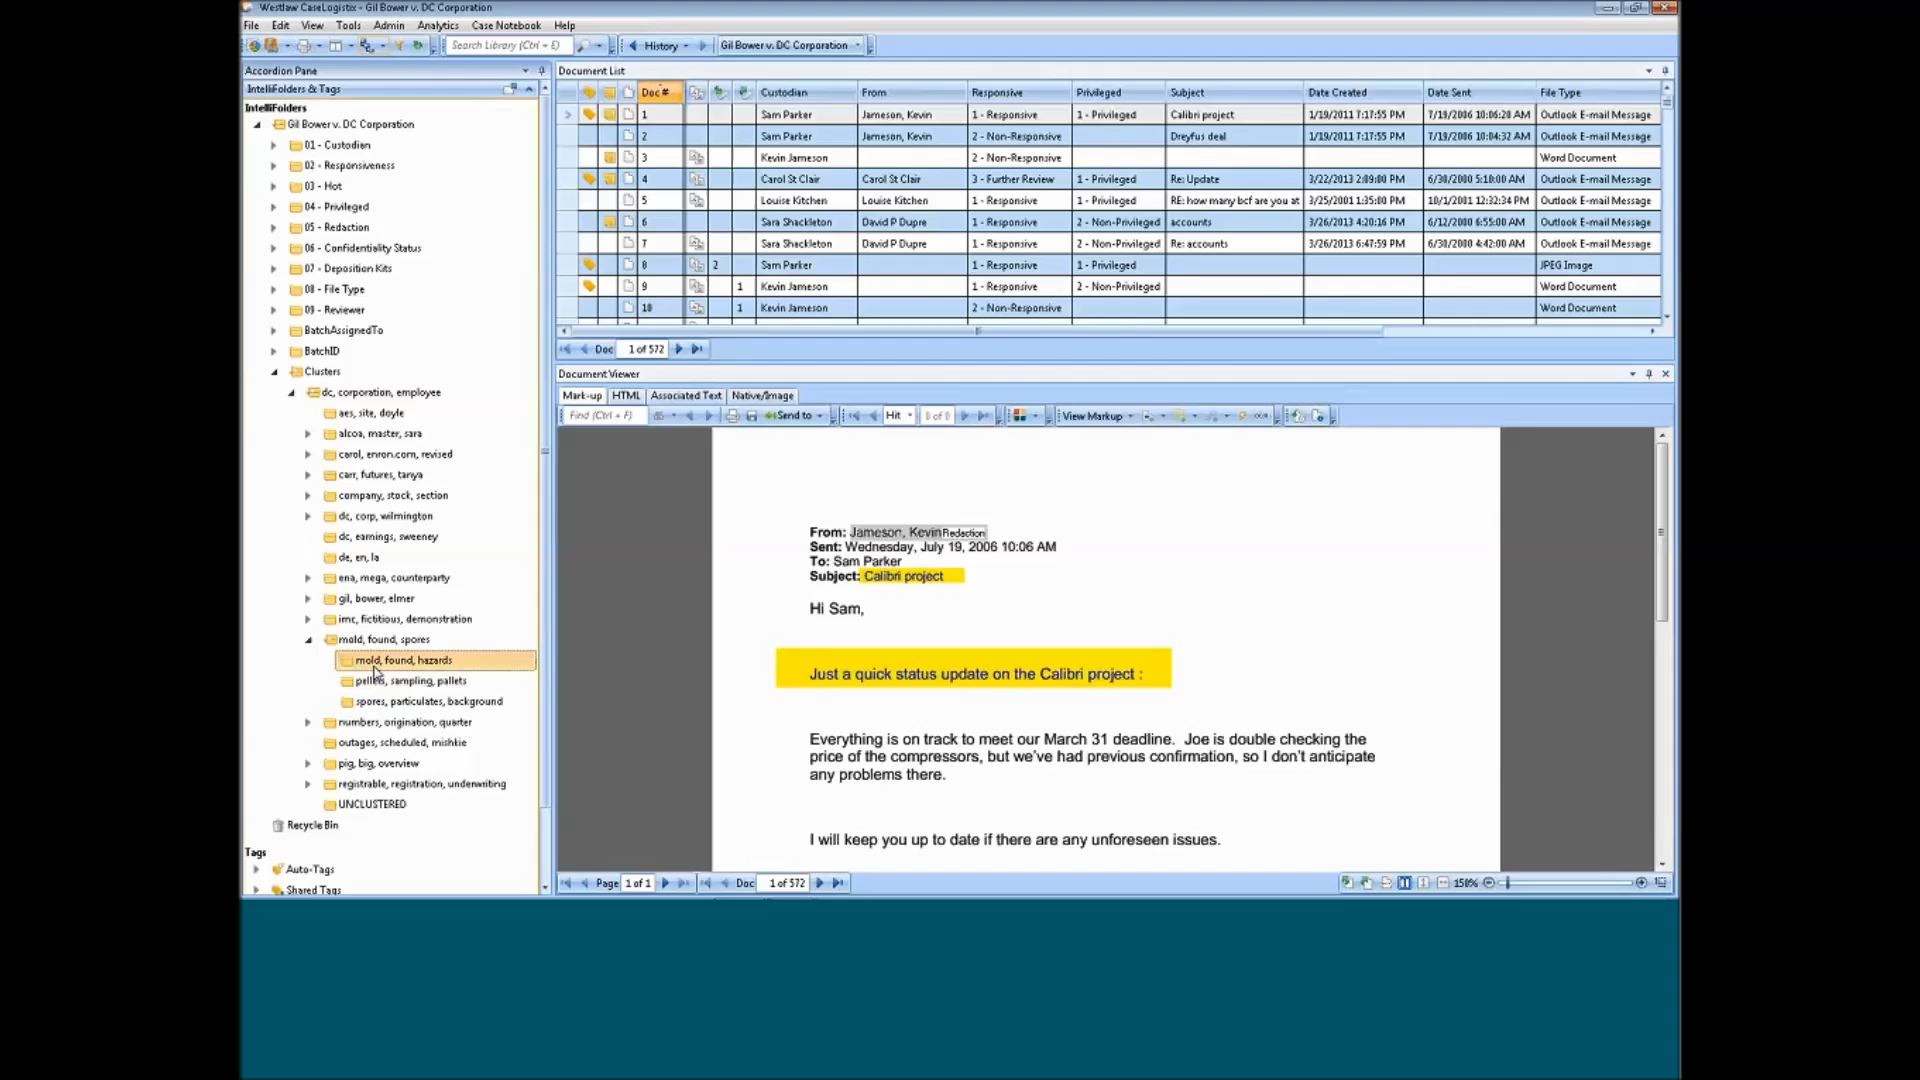 Westlaw CaseLogistix - Gil Bower v. DC Corporation
File Edit View Tools Admin Analytics Case Notebook Help
Search Library (Ctrl + E) History Gil Bower v. DC Corporation
Accordion Pane
IntelliFolders & Tags
IntelliFolders
Gil Bower v. DC Corporation
01 - Custodian
02 - Responsiveness
03 - Hot
04 - Privileged
05 - Redaction
06 - Confidentiality Status
07 - Deposition Kits
08 - File Type
09 - Reviewer
BatchAssignedTo
BatchID
Clusters
dc, corporation, employee
aes, site, doyle
alcoa, master, sara
carol, enron.com, revised
carr, futures, tanya
company, stock, section
dc, corp, wilmington
dc, earnings, sweeney
de, en, la
ena, mega, counterparty
gil, bower, elmer
imc, fictitious, demonstration
mold, found, spores
mold, found, hazards
pellets, sampling, pallets
spores, particulates, background
numbers, origination, quarter
outages, scheduled, mishkie
pig, big, overview
registrable, registration, underwriting
UNCLUSTERED
Recycle Bin
Tags
Auto-Tags
Shared Tags
Document List
Doc # Custodian From Responsive Privileged Subject Date Created Date Sent File Type
1 Sam Parker Jameson, Kevin 1 - Responsive 1 - Privileged Calibri project 1/19/2011 7:17:55 PM 7/19/2006 10:06:28 AM Outlook E-mail Message
2 Sam Parker Jameson, Kevin 2 - Non-Responsive Dreyfus deal 1/19/2011 7:17:55 PM 7/19/2006 10:04:32 AM Outlook E-mail Message
3 Kevin Jameson 2 - Non-Responsive Word Document
4 Carol St Clair Carol St Clair 3 - Further Review 1 - Privileged Re: Update 3/22/2013 2:09:00 PM 6/30/2000 5:10:00 AM Outlook E-mail Message
5 Louise Kitchen Louise Kitchen 1 - Responsive 1 - Privileged RE: how many bcf are you at 3/25/2001 1:35:00 PM 10/1/2001 12:32:34 PM Outlook E-mail Message
6 Sara Shackleton David P Dupre 1 - Responsive 2 - Non-Privileged accounts 3/26/2013 4:20:16 PM 6/12/2000 6:55:00 AM Outlook E-mail Message
7 Sara Shackleton David P Dupre 1 - Responsive 2 - Non-Privileged Re: accounts 3/26/2013 6:47:59 PM 6/30/2000 4:42:00 AM Outlook E-mail Message
8 2 Sam Parker 1 - Responsive 1 - Privileged JPEG Image
9 1 Kevin Jameson 1 - Responsive 2 - Non-Privileged Word Document
10 1 Kevin Jameson 2 - Non-Responsive Word Document
Doc 1 of 572
Document Viewer
Mark-up HTML Associated Text Native/Image
Find (Ctrl + F) Send to Hit 0 of 0 View Markup
From: Jameson, Kevin Redaction
Sent: Wednesday, July 19, 2006 10:06 AM
To: Sam Parker
Subject: Calibri project
Hi Sam,
Just a quick status update on the Calibri project :
Everything is on track to meet our March 31 deadline. Joe is double checking the
price of the compressors, but we've had previous confirmation, so I don't anticipate
any problems there.
I will keep you up to date if there are any unforeseen issues.
Page 1 of 1 Doc 1 of 572 150%